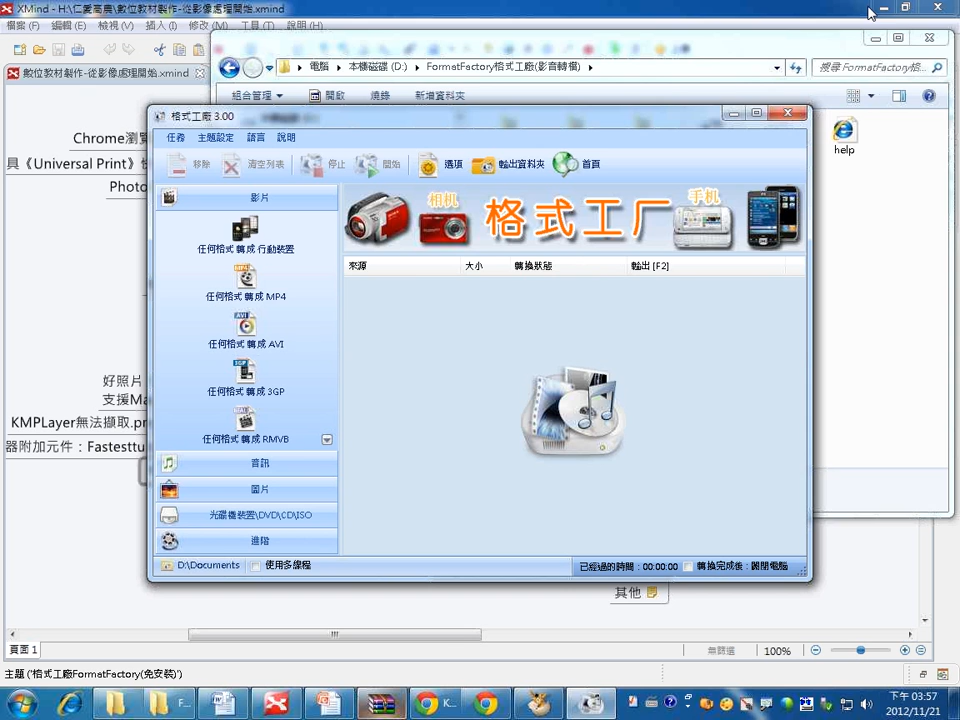 XMind - H:\仁愛高農\數位教材製作-從影像處理開始.xmind
檔案 (F) 編輯 (E) 檢視 (V) 插入 (I) 修改 (M) 工具 (T) 說明 (H)
數位教材製作-從影像處理開始.xmind
電腦 本機磁碟 (D:) FormatFactory格式工廠(影音轉檔)
搜尋 FormatFactory格...
組合管理 開啟 燒錄 新增資料夾
help
Chrome瀏覽
具《Universal Print》
Photo
好照片
支援Ma
KMPlayer無法擷取.pr
器附加元件：Fastesttu
格式工廠 3.00
任務 主題設定 語言 說明
移除 清空列表 停止 開始 選項 輸出資料夾 首頁
影片
任何格式 轉成 行動裝置
任何格式 轉成 MP4
任何格式 轉成 AVI
任何格式 轉成 3GP
任何格式 轉成 RMVB
音訊
圖片
光碟機裝置\DVD\CD\ISO
進階
相机 格式工厂 手机
來源 大小 轉換狀態 輸出 [F2]
D:\Documents 使用多線程
已經過的時間 : 00:00:00 轉換完成後 : 關閉電腦
其他
頁面 1
無篩選 100%
主題 ('格式工廠FormatFactory(免安裝)')
F...
K...
下午 03:57
2012/11/21